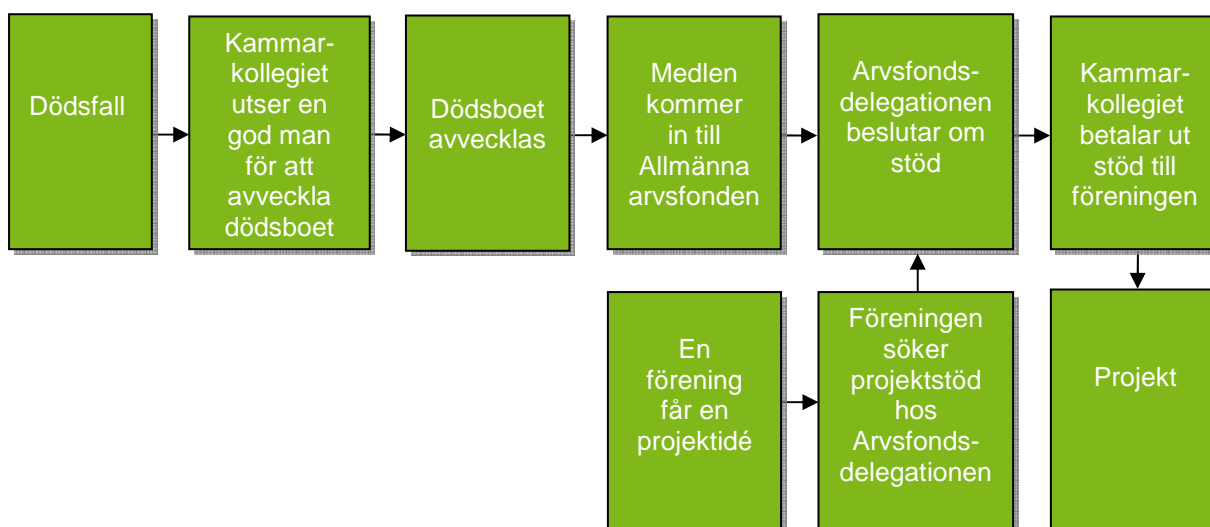 Dödsfall
Kammar-
kollegiet
utser en
god man
för att
avveckla
dödsboet
Dödsboet
avvecklas
Medlen
kommer
in till
Allmänna
arvsfonden
Arvsfonds-
delegationen
beslutar om
stöd
Kammar-
kollegiet
betalar ut
stöd till
föreningen
En
förening
får en
projektidé
Föreningen
söker
projektstöd
hos
Arvsfonds-
delegationen
Projekt